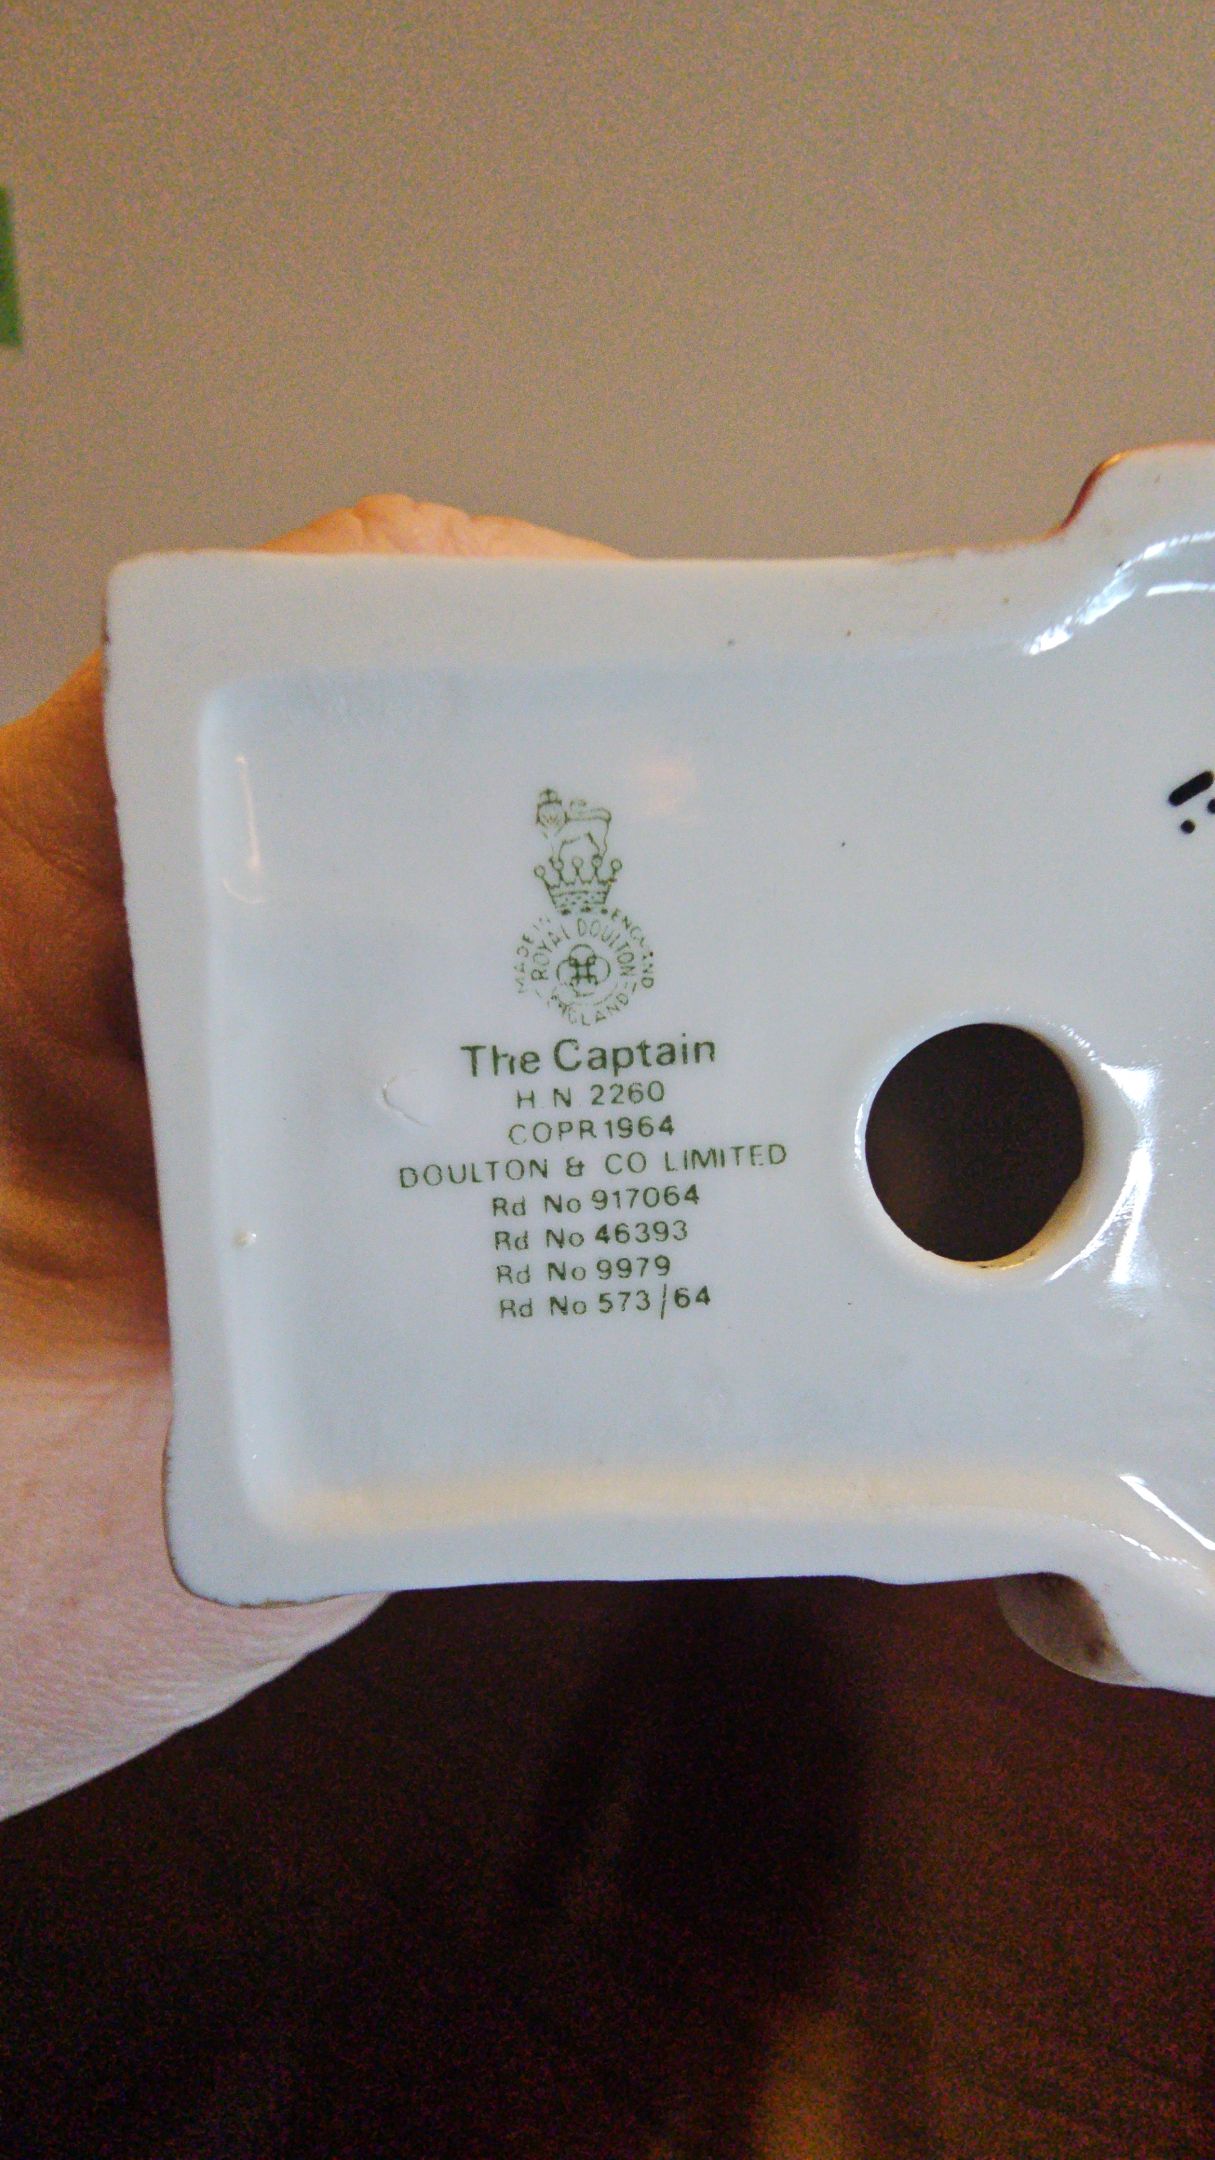 MADE IN ENGLAND
ROYAL DOULTON
ENGLAND
The Captain
H N 2260
COPR 1964
DOULTON & CO LIMITED
Rd No 917064
Rd No 46393
Rd No 9979
Rd No 573/64